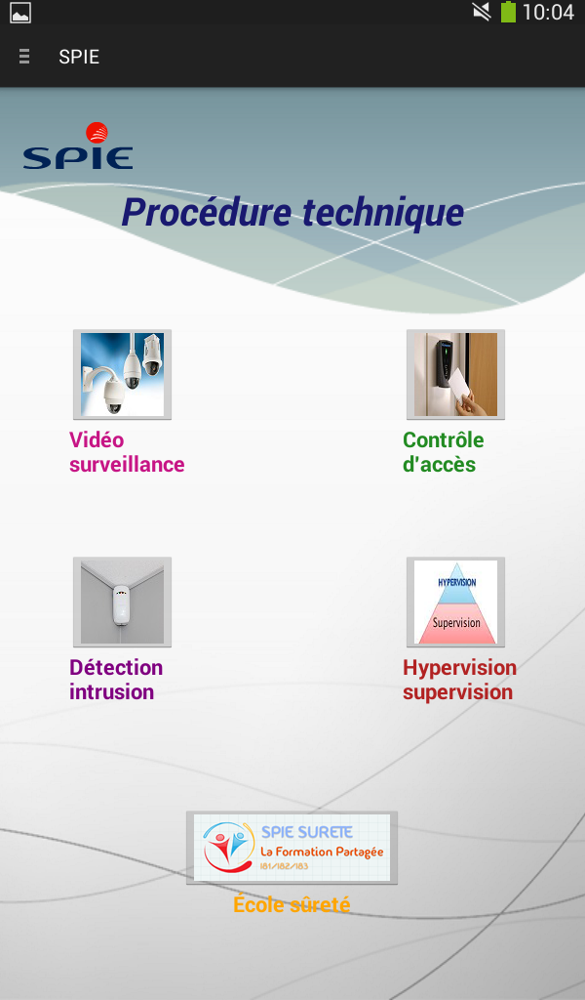 10:04
SPIE
SPIE
Procédure technique
Vidéo
surveillance
Contrôle
d'accès
HYPERVISION
Supervision
Détection
intrusion
Hypervision
supervision
SPIE SURETE
La Formation Partagée
181/182/183
École sûreté